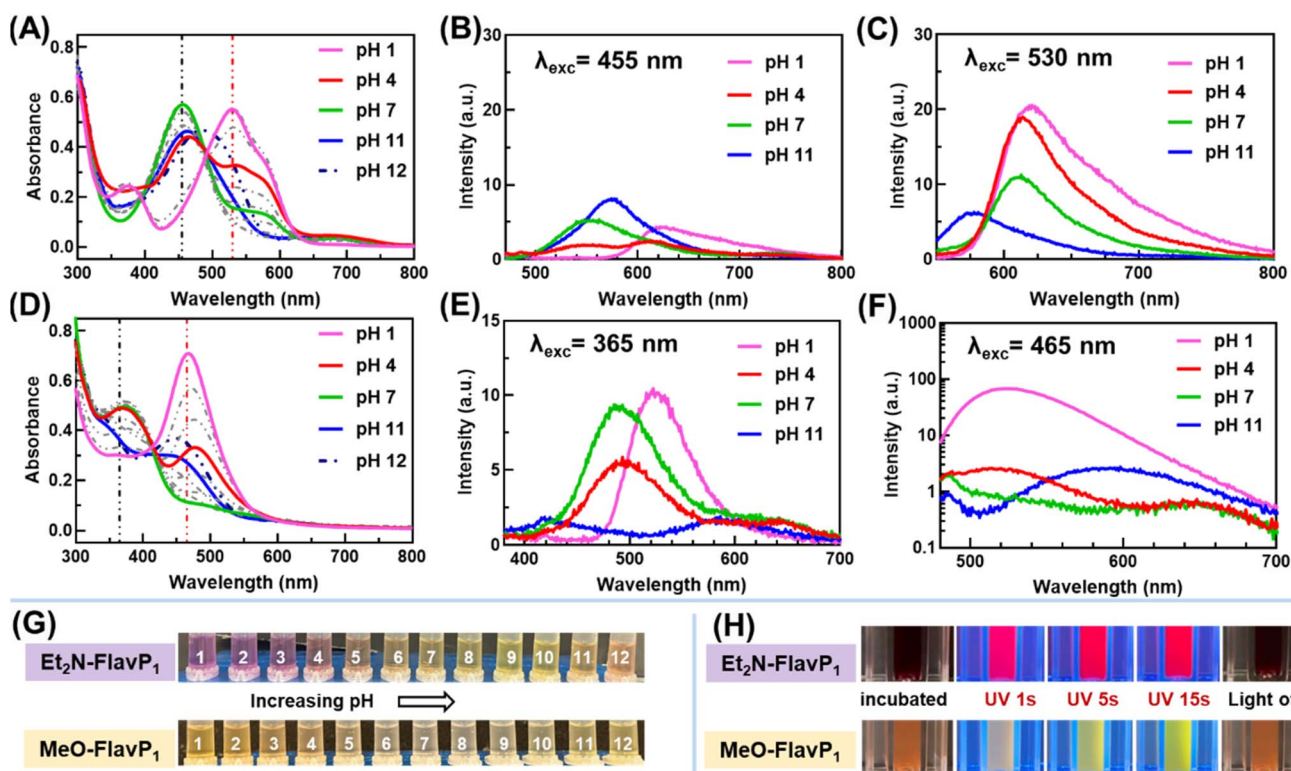 (A)
Absorbance
0.8
0.6
0.4
0.2
0.0
300 400 500 600 700 800
Wavelength (nm)
pH 1
pH 4
pH 7
pH 11
pH 12
(B)
λexc= 455 nm
Intensity (a.u.)
30
20
10
0
500 600 700 800
Wavelength (nm)
pH 1
pH 4
pH 7
pH 11
(C)
λexc= 530 nm
Intensity (a.u.)
30
20
10
0
600 700 800
Wavelength (nm)
pH 1
pH 4
pH 7
pH 11
(D)
Absorbance
0.8
0.6
0.4
0.2
0.0
300 400 500 600 700 800
Wavelength (nm)
pH 1
pH 4
pH 7
pH 11
pH 12
(E)
λexc= 365 nm
Intensity (a.u.)
15
10
5
0
400 500 600 700
Wavelength (nm)
pH 1
pH 4
pH 7
pH 11
(F)
λexc= 465 nm
Intensity (a.u.)
1000
100
10
1
0.1
500 600 700
Wavelength (nm)
pH 1
pH 4
pH 7
pH 11
(G)
Et₂N-FlavP₁
1 2 3 4 5 6 7 8 9 10 11 12
Increasing pH
MeO-FlavP₁
1 2 3 4 5 6 7 8 9 10 11 12
(H)
Et₂N-FlavP₁
incubated UV 1s UV 5s UV 15s Light of
MeO-FlavP₁